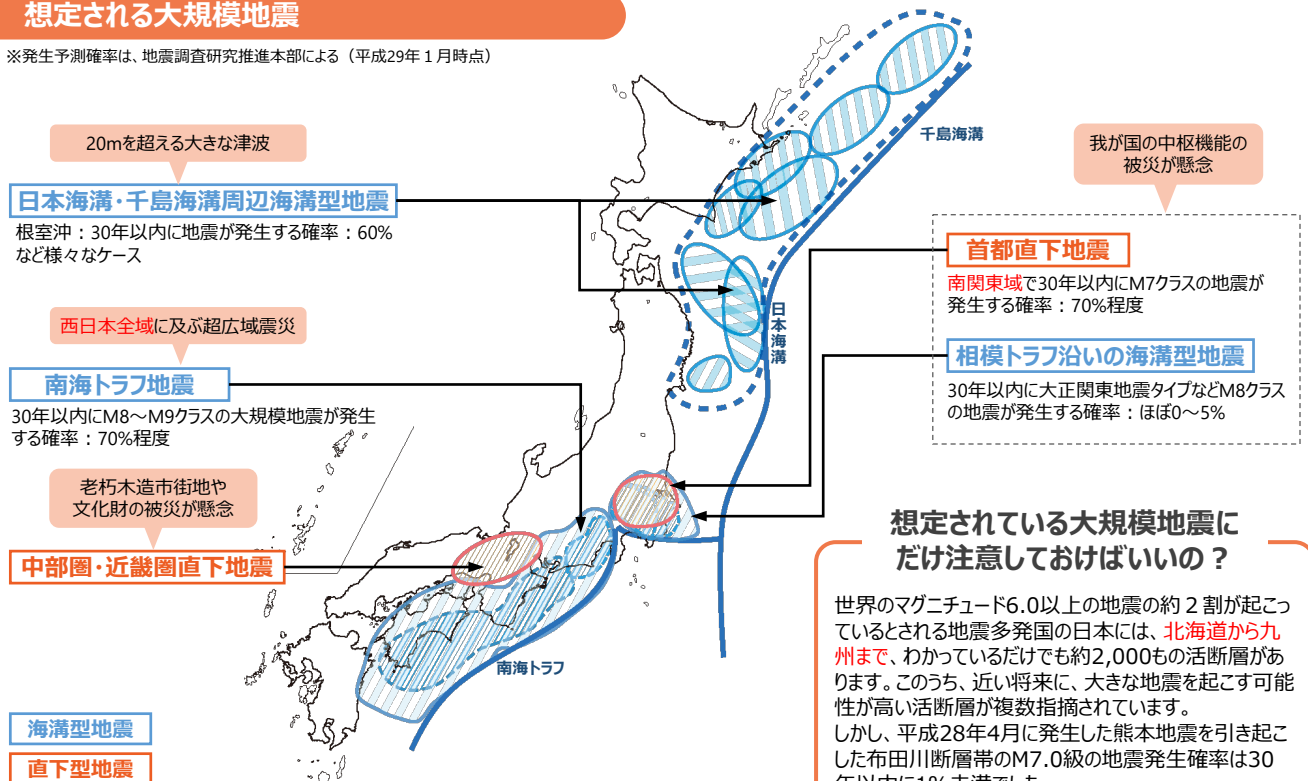 想定される大規模地震
※発生予測確率は、地震調査研究推進本部による（平成29年１月時点）
20mを超える大きな津波
日本海溝・千島海溝周辺海溝型地震
根室沖：30年以内に地震が発生する確率：60%
など様々なケース
西日本全域に及ぶ超広域震災
南海トラフ地震
30年以内にM8～M9クラスの大規模地震が発生
する確率：70%程度
老朽木造市街地や
文化財の被災が懸念
中部圏・近畿圏直下地震
海溝型地震
直下型地震
千島海溝
日本海溝
南海トラフ
我が国の中枢機能の
被災が懸念
首都直下地震
南関東域で30年以内にM7クラスの地震が
発生する確率：70%程度
相模トラフ沿いの海溝型地震
30年以内に大正関東地震タイプなどM8クラス
の地震が発生する確率：ほぼ0～5%
想定されている大規模地震に
だけ注意しておけばいいの？
世界のマグニチュード6.0以上の地震の約２割が起こっ
ているとされる地震多発国の日本には、北海道から九
州まで、わかっているだけでも約2,000もの活断層があ
ります。このうち、近い将来に、大きな地震を起こす可能
性が高い活断層が複数指摘されています。
しかし、平成28年4月に発生した熊本地震を引き起こ
した布田川断層帯のM7.0級の地震発生確率は30
年以内に1%未満でした